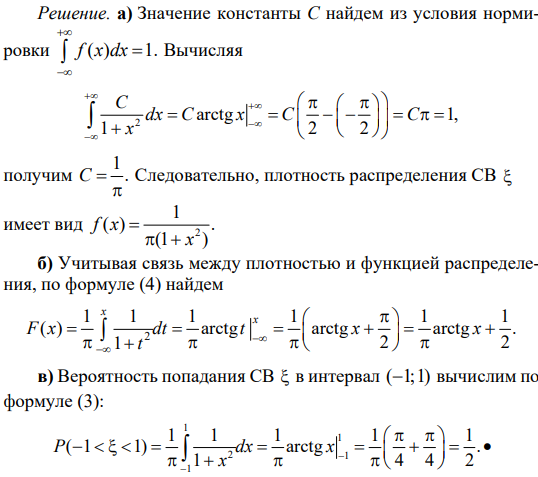 Решение. а) Значение константы C найдем из условия норми-
ровки ∫_{−∞}^{+∞} f(x)dx = 1. Вычисляя
∫_{−∞}^{+∞} C/(1 + x²) dx = C arctg x|_{−∞}^{+∞} = C(π/2 − (−π/2)) = Cπ = 1,
получим C = 1/π. Следовательно, плотность распределения СВ ξ
имеет вид f(x) = 1/(π(1 + x²)).
б) Учитывая связь между плотностью и функцией распределе-
ния, по формуле (4) найдем
F(x) = 1/π ∫_{−∞}^{x} 1/(1 + t²) dt = 1/π arctg t|_{−∞}^{x} = 1/π (arctg x + π/2) = 1/π arctg x + 1/2.
в) Вероятность попадания СВ ξ в интервал (−1; 1) вычислим по
формуле (3):
P(−1 < ξ < 1) = 1/π ∫_{−1}^{1} 1/(1 + x²) dx = 1/π arctg x|_{−1}^{1} = 1/π (π/4 + π/4) = 1/2. •